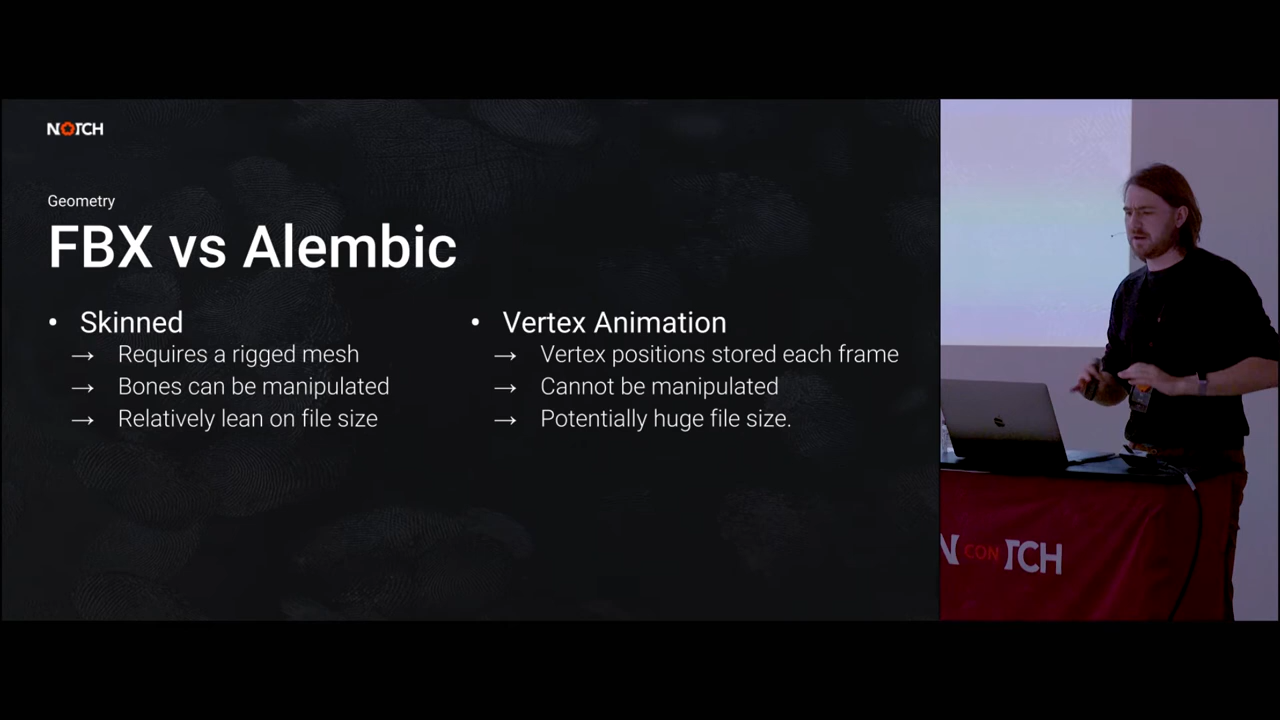 NOTCH
Geometry
FBX vs Alembic
• Skinned
→ Requires a rigged mesh
→ Bones can be manipulated
→ Relatively lean on file size
• Vertex Animation
→ Vertex positions stored each frame
→ Cannot be manipulated
→ Potentially huge file size.
N CON TCH